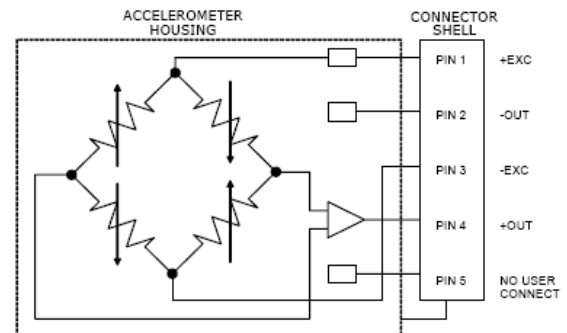 ACCELEROMETER
HOUSING
CONNECTOR
SHELL
PIN 1 +EXC
PIN 2 -OUT
PIN 3 -EXC
PIN 4 +OUT
PIN 5 NO USER
CONNECT